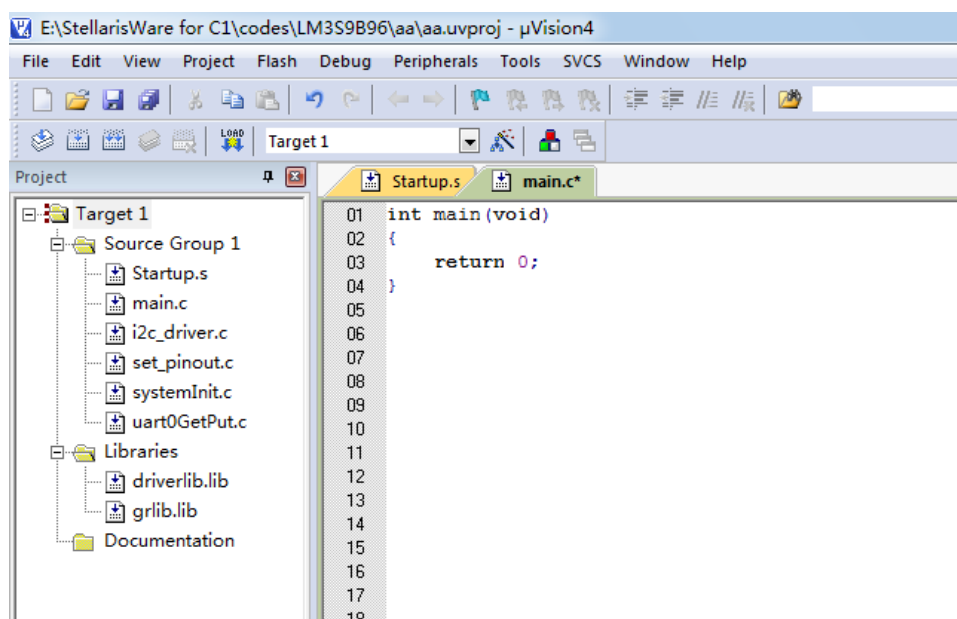 E:\StellarisWare for C1\codes\LM3S9B96\aa\aa.uvproj - µVision4
File Edit View Project Flash Debug Peripherals Tools SVCS Window Help
LOAD Target 1
Project
Startup.s main.c*
Target 1
Source Group 1
Startup.s
main.c
i2c_driver.c
set_pinout.c
systemInit.c
uart0GetPut.c
Libraries
driverlib.lib
grlib.lib
Documentation
01 int main(void)
02 {
03 return 0;
04 }
05
06
07
08
09
10
11
12
13
14
15
16
17
18